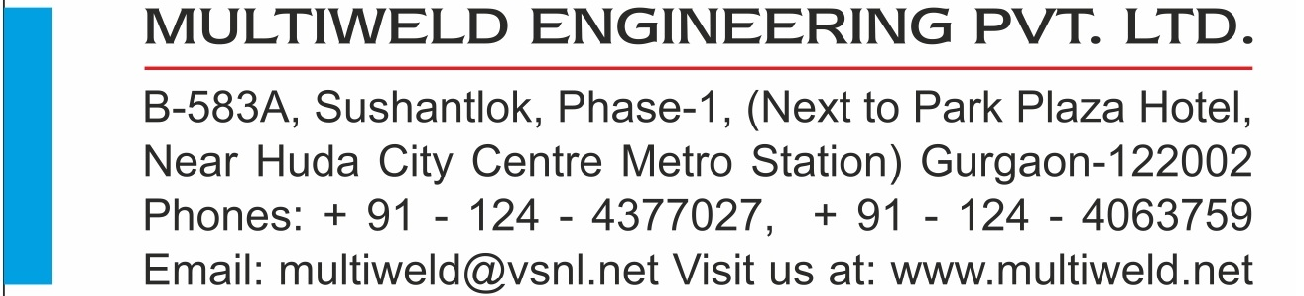 MULTIWELD ENGINEERING PVT. LTD.
B-583A, Sushantlok, Phase-1, (Next to Park Plaza Hotel,
Near Huda City Centre Metro Station) Gurgaon-122002
Phones: + 91 - 124 - 4377027, + 91 - 124 - 4063759
Email: multiweld@vsnl.net Visit us at: www.multiweld.net